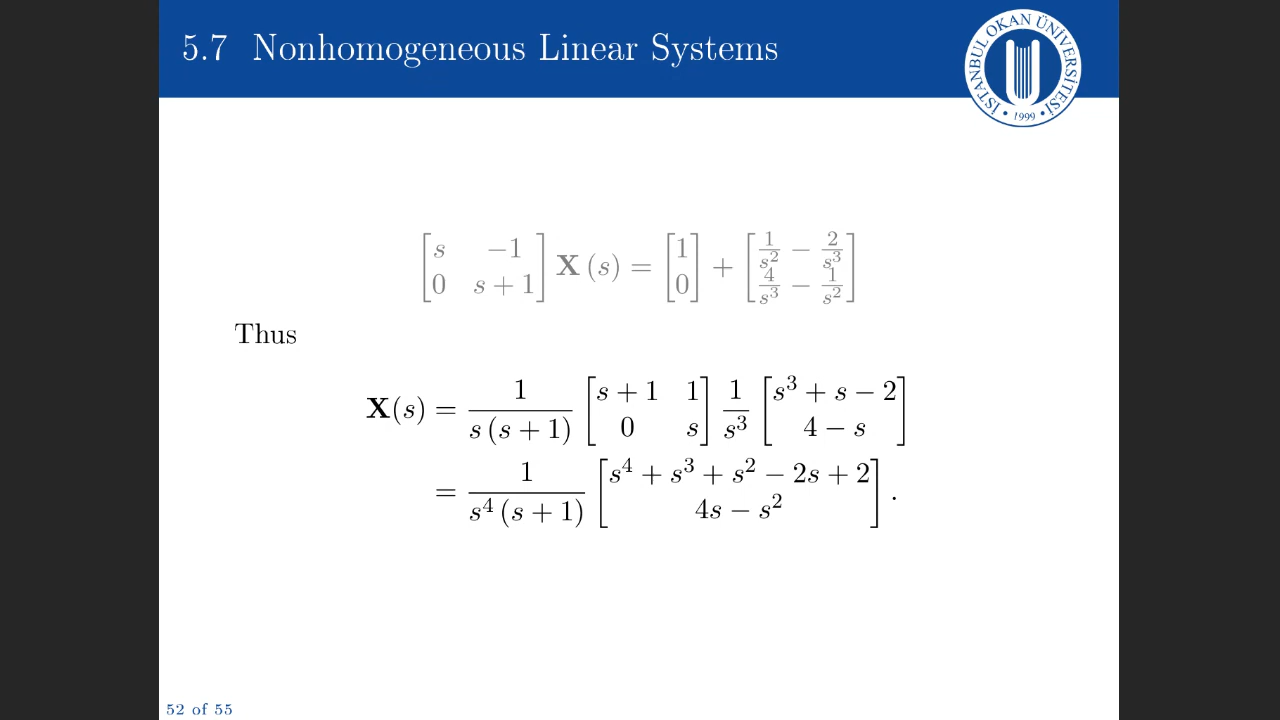 5.7 Nonhomogeneous Linear Systems
İSTANBUL OKAN ÜNİVERSİTESİ
• 1999 •
[s −1; 0 s + 1] X (s) = [1; 0] + [1/s² − 2/s³; 4/s³ − 1/s²]
Thus
X(s) = 1/(s (s + 1)) [s + 1 1; 0 s] 1/s³ [s³ + s − 2; 4 − s]
= 1/(s⁴ (s + 1)) [s⁴ + s³ + s² − 2s + 2; 4s − s²] .
52 of 55